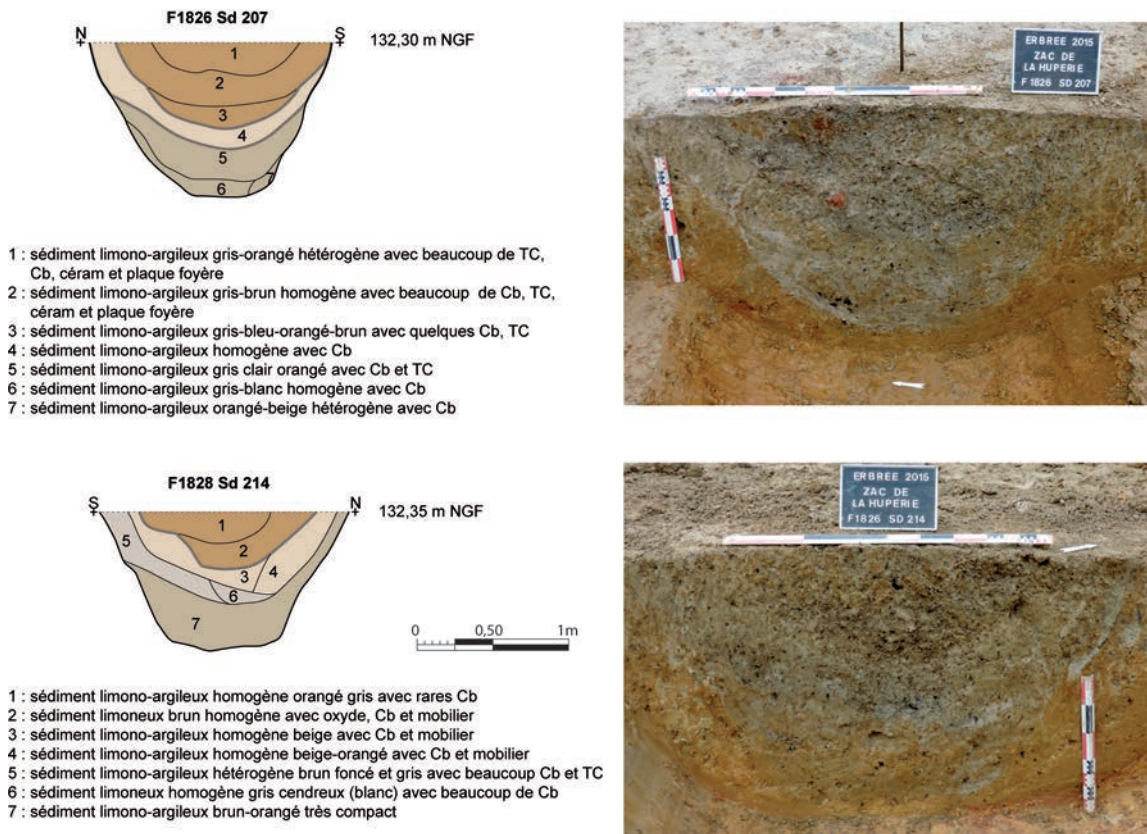 F1826 Sd 207
N
S
132,30 m NGF
1
2
3
4
5
6
7
1 : sédiment limono-argileux gris-orangé hétérogène avec beaucoup de TC,
Cb, céram et plaque foyère
2 : sédiment limono-argileux gris-brun homogène avec beaucoup de Cb, TC,
céram et plaque foyère
3 : sédiment limono-argileux gris-bleu-orangé-brun avec quelques Cb, TC
4 : sédiment limono-argileux homogène avec Cb
5 : sédiment limono-argileux gris clair orangé avec Cb et TC
6 : sédiment limono-argileux gris-blanc homogène avec Cb
7 : sédiment limono-argileux orangé-beige hétérogène avec Cb
ERBREE 2015
ZAC DE
LA HUPERIE
F 1826 SD 207
F1828 Sd 214
S
N
132,35 m NGF
1
2
3
4
5
6
7
0 0,50 1m
1 : sédiment limono-argileux homogène orangé gris avec rares Cb
2 : sédiment limoneux brun homogène avec oxyde, Cb et mobilier
3 : sédiment limono-argileux homogène beige avec Cb et mobilier
4 : sédiment limono-argileux homogène beige-orangé avec Cb et mobilier
5 : sédiment limono-argileux hétérogène brun foncé et gris avec beaucoup Cb et TC
6 : sédiment limoneux homogène gris cendreux (blanc) avec beaucoup de Cb
7 : sédiment limono-argileux brun-orangé très compact
ERBREE 2015
ZAC DE
LA HUPERIE
F1826 SD 214